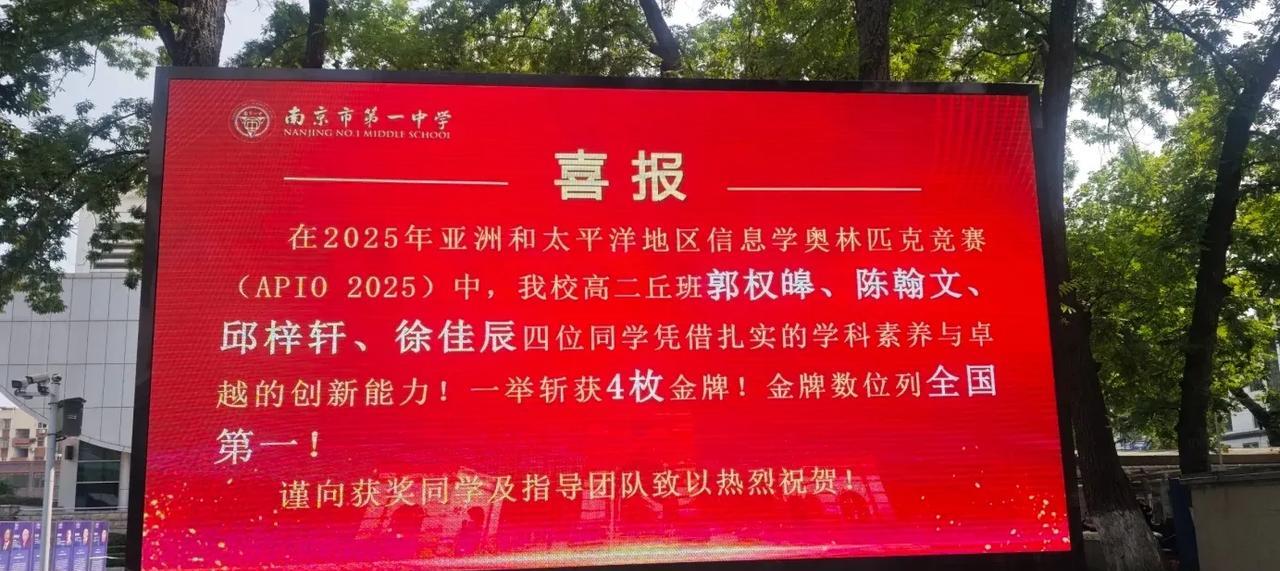 南京市第一中学
NANJING NO.1 MIDDLE SCHOOL
喜报
在2025年亚洲和太平洋地区信息学奥林匹克竞赛
（APIO 2025）中，我校高二丘班郭权皞、陈翰文、
邱梓轩、徐佳辰四位同学凭借扎实的学科素养与卓
越的创新能力！一举斩获4枚金牌！金牌数位列全国
第一！
谨向获奖同学及指导团队致以热烈祝贺！